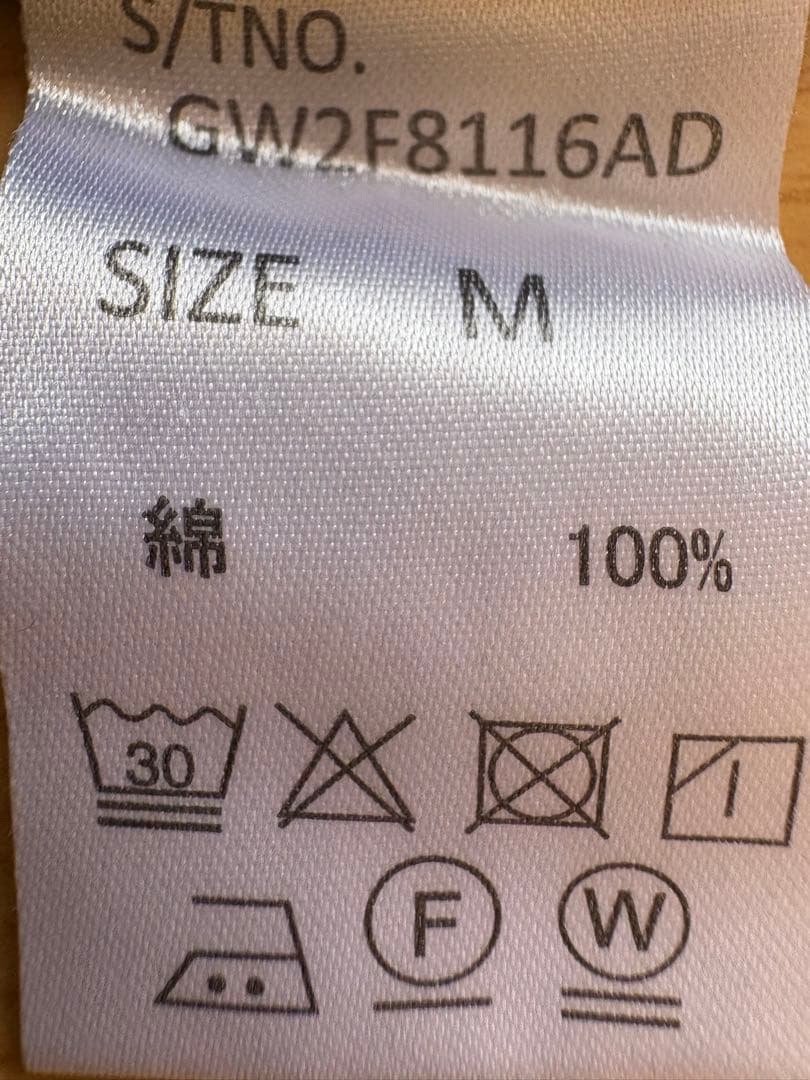 S/TNO.
GW2F8116AD
SIZE M
綿 100%
30
F W